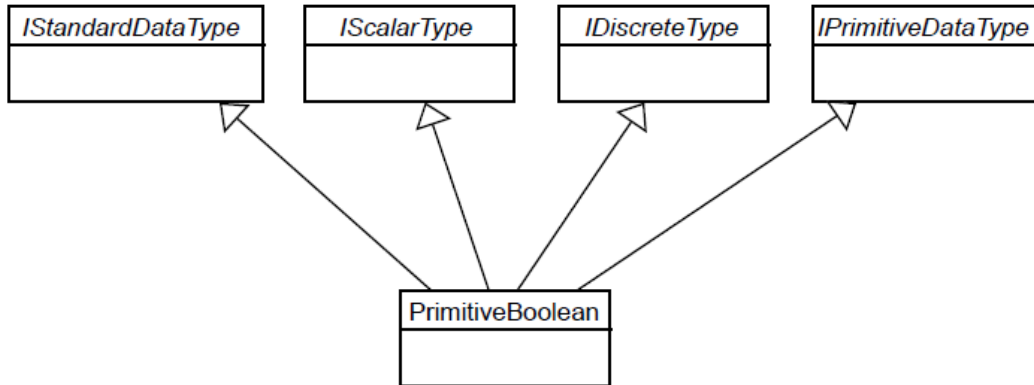 IStandardDataType
IScalarType
IDiscreteType
IPrimitiveDataType
PrimitiveBoolean